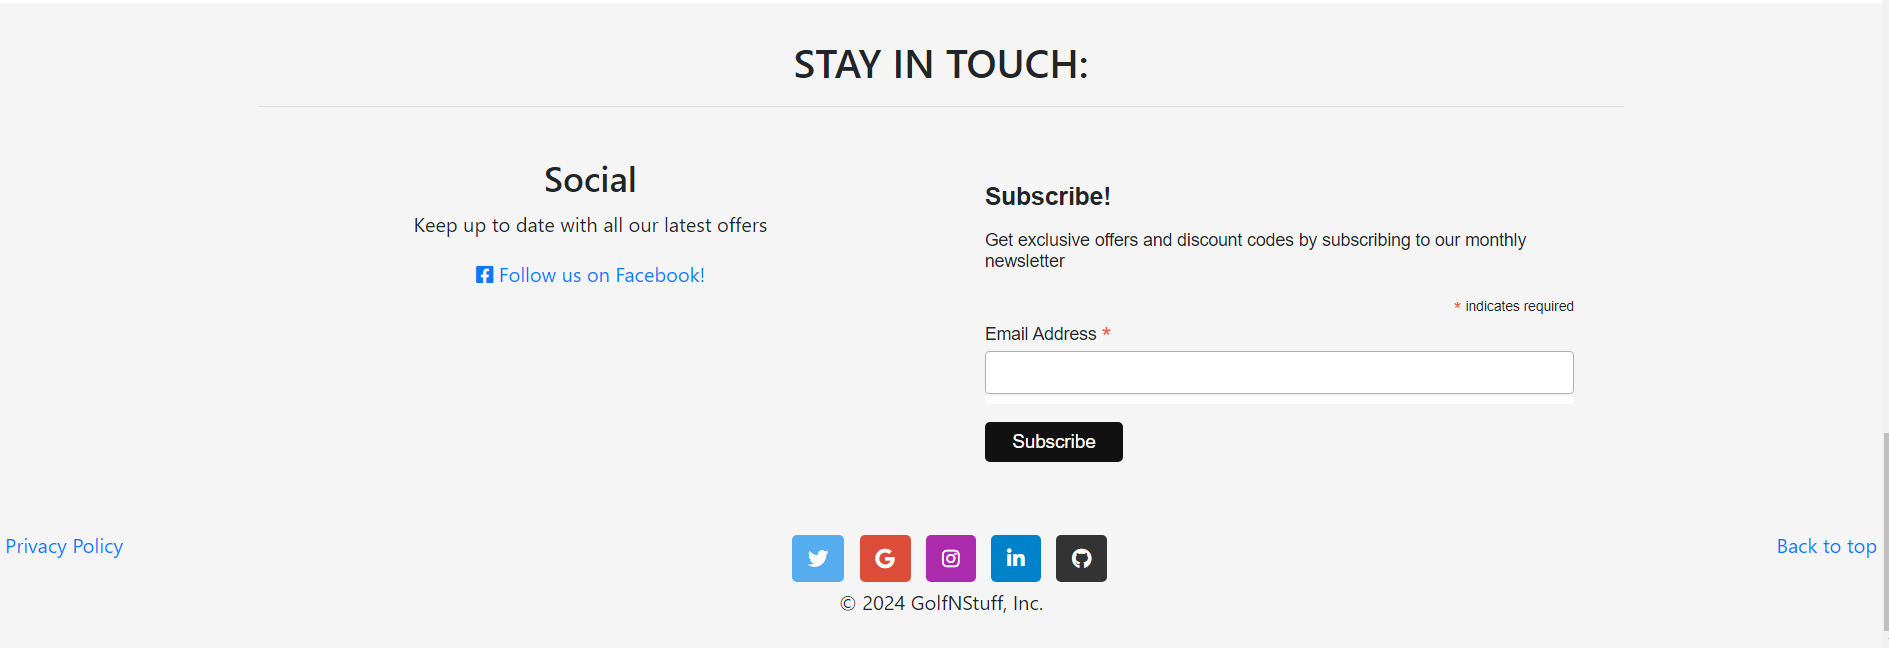 STAY IN TOUCH:
Social
Keep up to date with all our latest offers
Follow us on Facebook!
Subscribe!
Get exclusive offers and discount codes by subscribing to our monthly
newsletter
* indicates required
Email Address *
Subscribe
Privacy Policy
Back to top
© 2024 GolfNStuff, Inc.